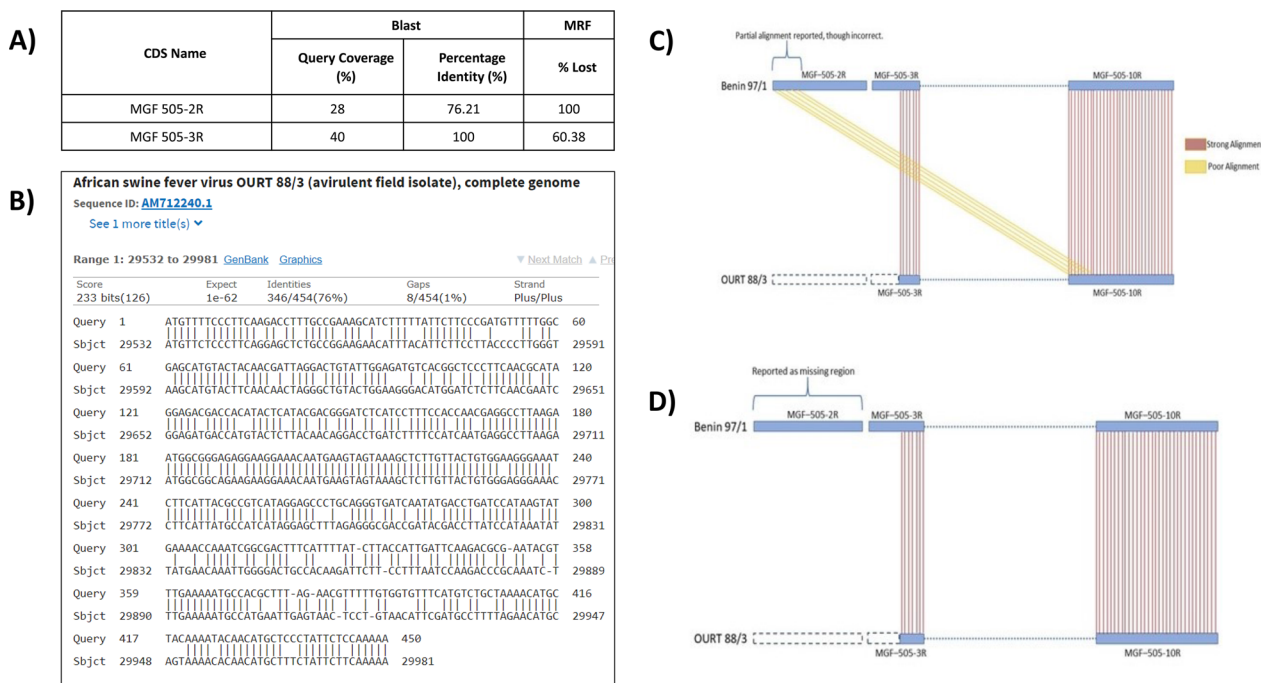 A)
CDS Name
Blast
MRF
Query Coverage (%)
Percentage Identity (%)
% Lost
MGF 505-2R 28 76.21 100
MGF 505-3R 40 100 60.38
B)
African swine fever virus OURT 88/3 (avirulent field isolate), complete genome
Sequence ID: AM712240.1
See 1 more title(s)
Range 1: 29532 to 29981 GenBank Graphics Next Match Pre
Score Expect Identities Gaps Strand
233 bits(126) 1e-62 346/454(76%) 8/454(1%) Plus/Plus
Query 1 ATGTTTTCCCTTCAAGACCTTTGCCGAAAGCATCTTTTTATTCTTCCCGATGTTTTTGGC 60
Sbjct 29532 ATGTTCTCCCTTCAGGAGCTCTGCCGGAAGAACATTTACATTCTTCCTTACCCCTTGGGT 29591
Query 61 GAGCATGTACTACAACGATTAGGACTGTATTGGAGATGTCACGGCTCCCTTCAACGCATA 120
Sbjct 29592 AAGCATGTACTTCAACAACTAGGGCTGTACTGGAAGGGACATGGATCTCTTCAACGAATC 29651
Query 121 GGAGACGACCACATACTCATACGACGGGATCTCATCCTTTCCACCAACGAGGCCTTAAGA 180
Sbjct 29652 GGAGATGACCATGTACTCTTACAACAGGACCTGATCTTTTCCATCAATGAGGCCTTAAGA 29711
Query 181 ATGGCGGGAGAGGAAGGAAACAATGAAGTAGTAAAGCTCTTGTTACTGTGGAAGGGAAAT 240
Sbjct 29712 ATGGCGGCAGAAGAAGGAAACAATGAAGTAGTAAAGCTCTTGTTACTGTGGGAGGGAAAC 29771
Query 241 CTTCATTACGCCGTCATAGGAGCCCTGCAGGGTGATCAATATGACCTGATCCATAAGTAT 300
Sbjct 29772 CTTCATTATGCCATCATAGGAGCTTTAGAGGGCGACCGATACGACCTTATCCATAAATAT 29831
Query 301 GAAAACCAAATCGGCGACTTTCATTTTAT-CTTACCATTGATTCAAGACGCG-AATACGT 358
Sbjct 29832 TATGAACAAATTGGGGACTGCCACAAGATTCTT-CCTTTAATCCAAGACCCGCAAATC-T 29889
Query 359 TTGAAAAATGCCACGCTTT-AG-AACGTTTTTGTGGTGTTTCATGTCTGCTAAAACATGC 416
Sbjct 29890 TTGAAAAATGCCATGAATTGAGTAAC-TCCT-GTAACATTCGATGCCTTTTAGAACATGC 29947
Query 417 TACAAAATACAACATGCTCCCTATTCTCCAAAAA 450
Sbjct 29948 AGTAAAACACAACATGCTTTCTATTCTTCAAAAA 29981
C)
Partial alignment reported, though incorrect.
MGF-505-2R MGF-505-3R MGF-505-10R
Benin 97/1
Strong Alignmen
Poor Alignment
OURT 88/3
MGF-505-3R MGF-505-10R
D)
Reported as missing region
MGF-505-2R MGF-505-3R MGF-505-10R
Benin 97/1
OURT 88/3
MGF-505-3R MGF-505-10R